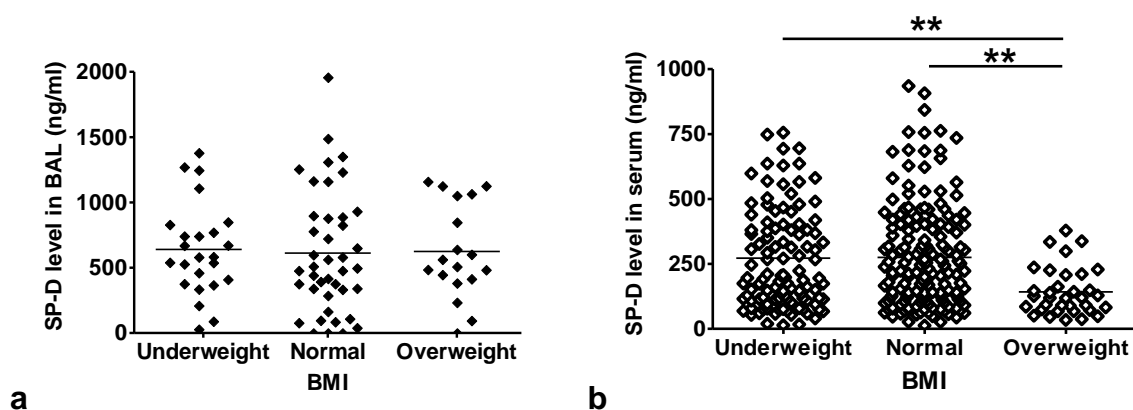 SP-D level in BAL (ng/ml)
2000
1500
1000
500
0
Underweight Normal Overweight
BMI
a
**
**
SP-D level in serum (ng/ml)
1000
750
500
250
0
Underweight Normal Overweight
BMI
b